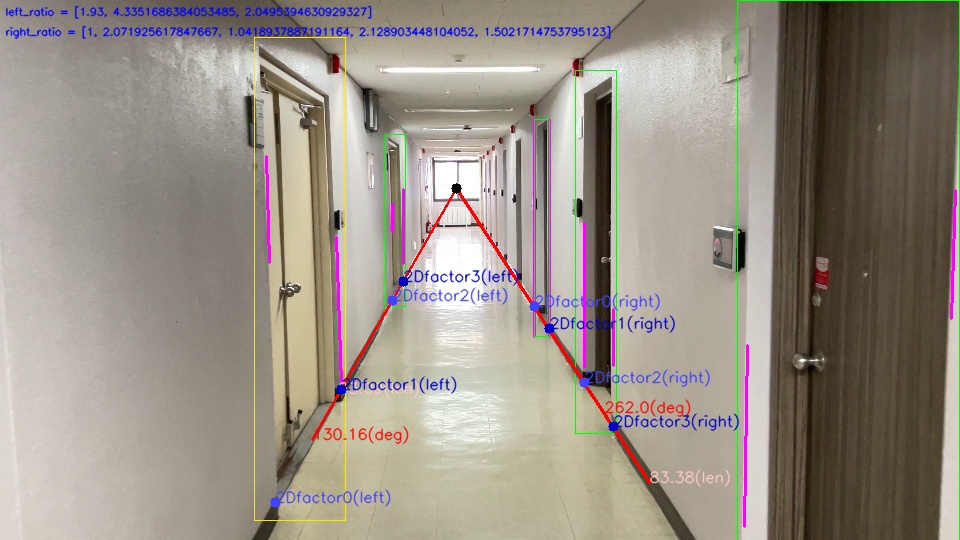 left_ratio = [1.93, 4.3351686384053485, 2.0495394630929327]
right_ratio = [1, 2.071925617847667, 1.0418937887191164, 2.128903448104052, 1.5021714753795123]
2Dfactor3(left)
2Dfactor2(left)
2Dfactor0(right)
2Dfactor1(right)
2Dfactor2(right)
2Dfactor1(left)
262.0(deg)
2Dfactor3(right)
130.16(deg)
83.38(len)
2Dfactor0(left)